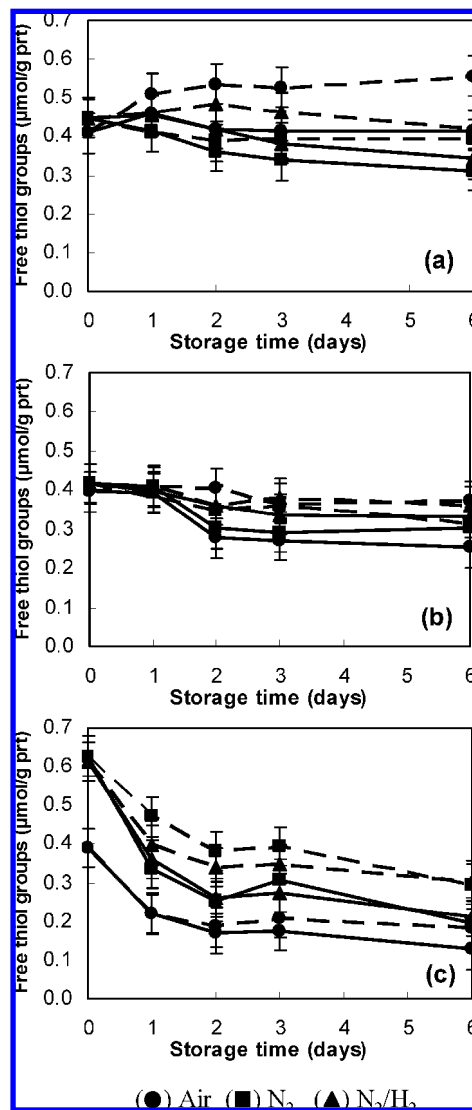 Free thiol groups (µmol/g prt)
0.7
0.6
0.5
0.4
0.3
0.2
0.1
0.0
(a)
0 1 2 3 4 5 6
Storage time (days)
Free thiol groups (µmol/g prt)
0.7
0.6
0.5
0.4
0.3
0.2
0.1
0.0
(b)
0 1 2 3 4 5 6
Storage time (days)
Free thiol groups (µmol/g prt)
0.7
0.6
0.5
0.4
0.3
0.2
0.1
0.0
(c)
0 1 2 3 4 5 6
Storage time (days)
(●) Air (■) N₂ (▲) N₂/H₂